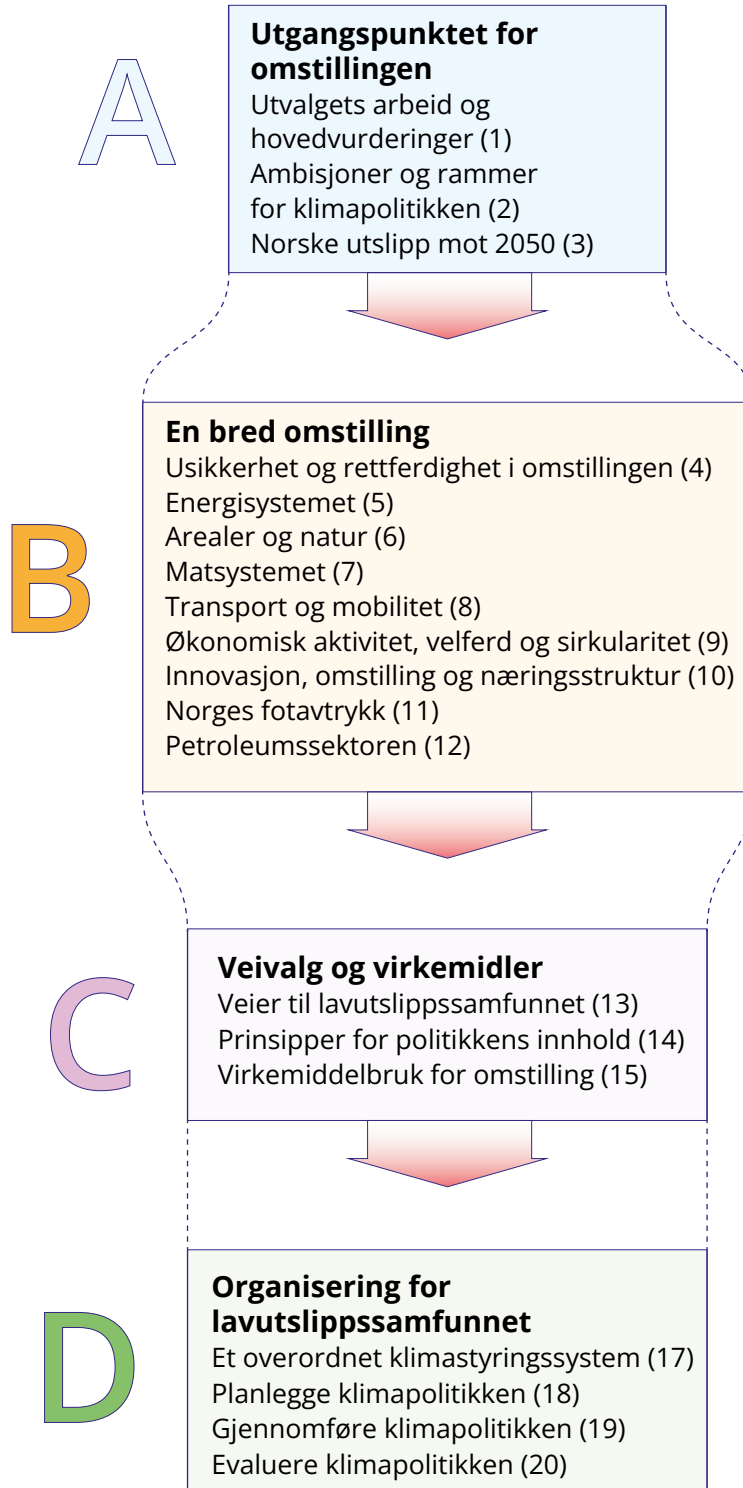 A
Utgangspunktet for
omstillingen
Utvalgets arbeid og
hovedvurderinger (1)
Ambisjoner og rammer
for klimapolitikken (2)
Norske utslipp mot 2050 (3)
B
En bred omstilling
Usikkerhet og rettferdighet i omstillingen (4)
Energisystemet (5)
Arealer og natur (6)
Matsystemet (7)
Transport og mobilitet (8)
Økonomisk aktivitet, velferd og sirkularitet (9)
Innovasjon, omstilling og næringsstruktur (10)
Norges fotavtrykk (11)
Petroleumssektoren (12)
C
Veivalg og virkemidler
Veier til lavutslippssamfunnet (13)
Prinsipper for politikkens innhold (14)
Virkemiddelbruk for omstilling (15)
D
Organisering for
lavutslippssamfunnet
Et overordnet klimastyringssystem (17)
Planlegge klimapolitikken (18)
Gjennomføre klimapolitikken (19)
Evaluere klimapolitikken (20)